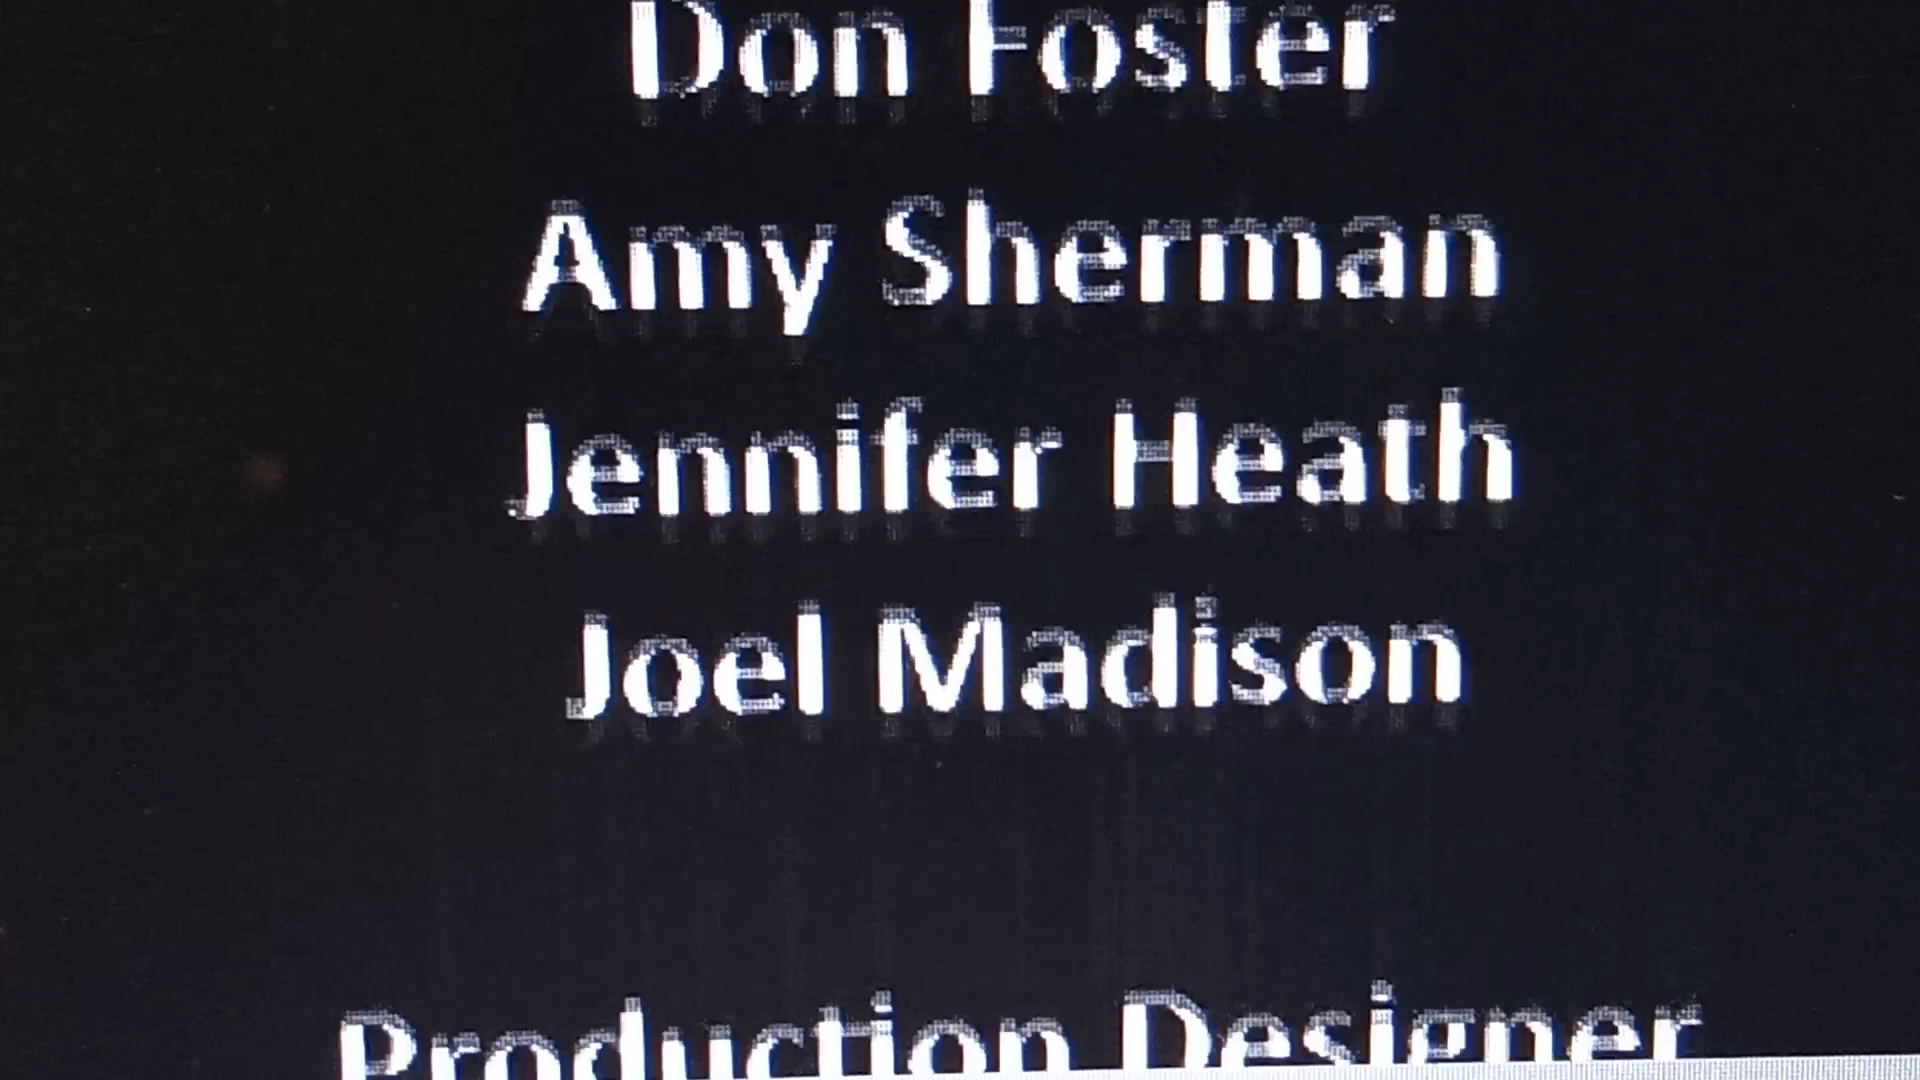 Don Foster
Amy Sherman
Jennifer Heath
Joel Madison
Production Designer